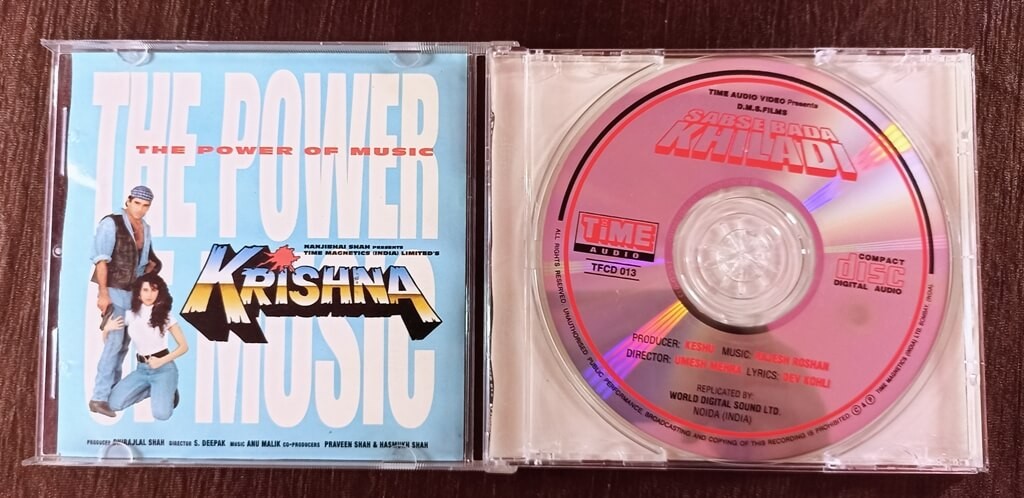 THE POWER
OF MUSIC
THE POWER OF MUSIC
KANJIBHAI SHAH PRESENTS
TIME MAGNETICS (INDIA) LIMITED'S
KRISHNA
PRODUCER DHIRAJLAL SHAH DIRECTOR S. DEEPAK MUSIC ANU MALIK CO-PRODUCERS PRAVEEN SHAH & HASMUKH SHAH
TIME AUDIO VIDEO Presents
D.M.S. FILMS
SABSE BADA
KHILADI
TIME
AUDIO
TFCD 013
COMPACT
disc
DIGITAL AUDIO
PRODUCER: KESHU MUSIC: RAJESH ROSHAN
DIRECTOR: UMESH MEHRA LYRICS: DEV KOHLI
REPLICATED BY:
WORLD DIGITAL SOUND LTD.
NOIDA (INDIA)
ALL RIGHTS RESERVED. UNAUTHORISED PUBLIC PERFORMANCE, BROADCASTING AND COPYING OF THIS RECORDING IS PROHIBITED © ℗ TIME MAGNETICS (INDIA) LTD. BOMBAY. (INDIA)